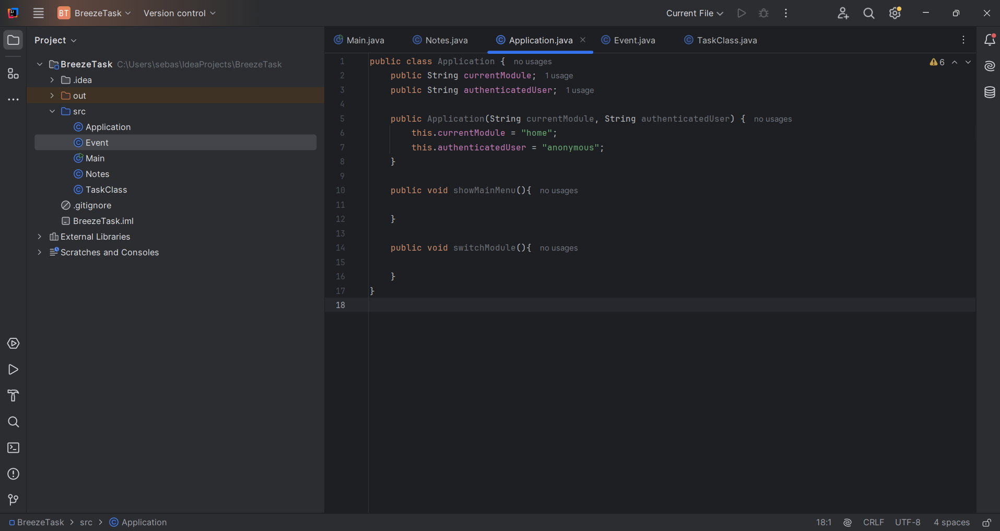 BT BreezeTask Version control Current File
Project
BreezeTask C:\Users\sebas\IdeaProjects\BreezeTask
.idea
out
src
Application
Event
Main
Notes
TaskClass
.gitignore
BreezeTask.iml
External Libraries
Scratches and Consoles
Main.java Notes.java Application.java Event.java TaskClass.java
6
1 public class Application { no usages
2 public String currentModule; 1 usage
3 public String authenticatedUser; 1 usage
4
5 public Application(String currentModule, String authenticatedUser) { no usages
6 this.currentModule = "home";
7 this.authenticatedUser = "anonymous";
8 }
9
10 public void showMainMenu(){ no usages
11
12 }
13
14 public void switchModule(){ no usages
15
16 }
17 }
18
BreezeTask > src > Application
18:1 CRLF UTF-8 4 spaces